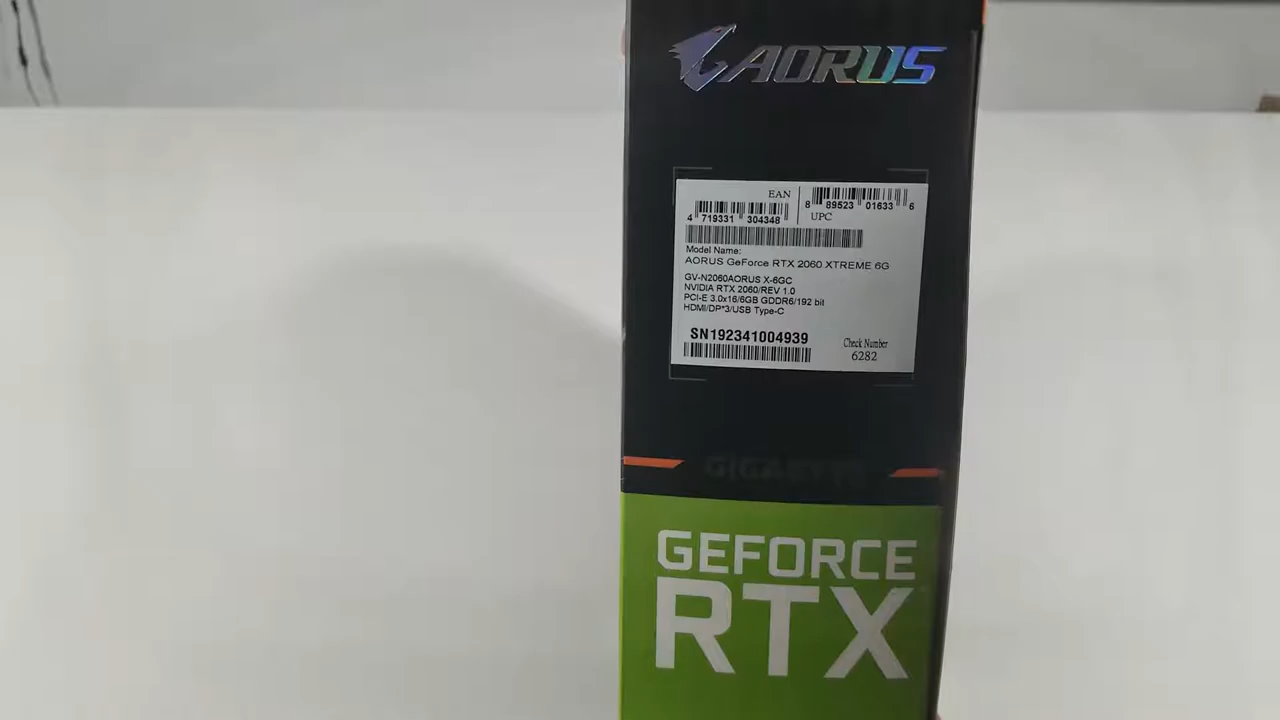 AORUS
EAN
4 719331 304348
8 89523 01633 6
UPC
Model Name:
AORUS GeForce RTX 2060 XTREME 6G
GV-N2060AORUS X-6GC
NVIDIA RTX 2060/REV 1.0
PCI-E 3.0x16/6GB GDDR6/192 bit
HDMI/DP*3/USB Type-C
SN192341004939
Check Number
6282
GIGABYTE
GEFORCE
RTX